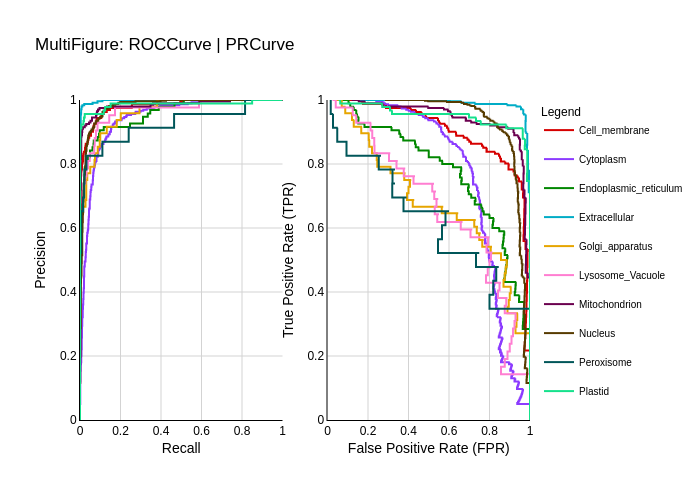 MultiFigure: ROCCurve | PRCurve
Precision
1
0.8
0.6
0.4
0.2
0
0 0.2 0.4 0.6 0.8 1
Recall
True Positive Rate (TPR)
1
0.8
0.6
0.4
0.2
0
0 0.2 0.4 0.6 0.8 1
False Positive Rate (FPR)
Legend
Cell_membrane
Cytoplasm
Endoplasmic_reticulum
Extracellular
Golgi_apparatus
Lysosome_Vacuole
Mitochondrion
Nucleus
Peroxisome
Plastid